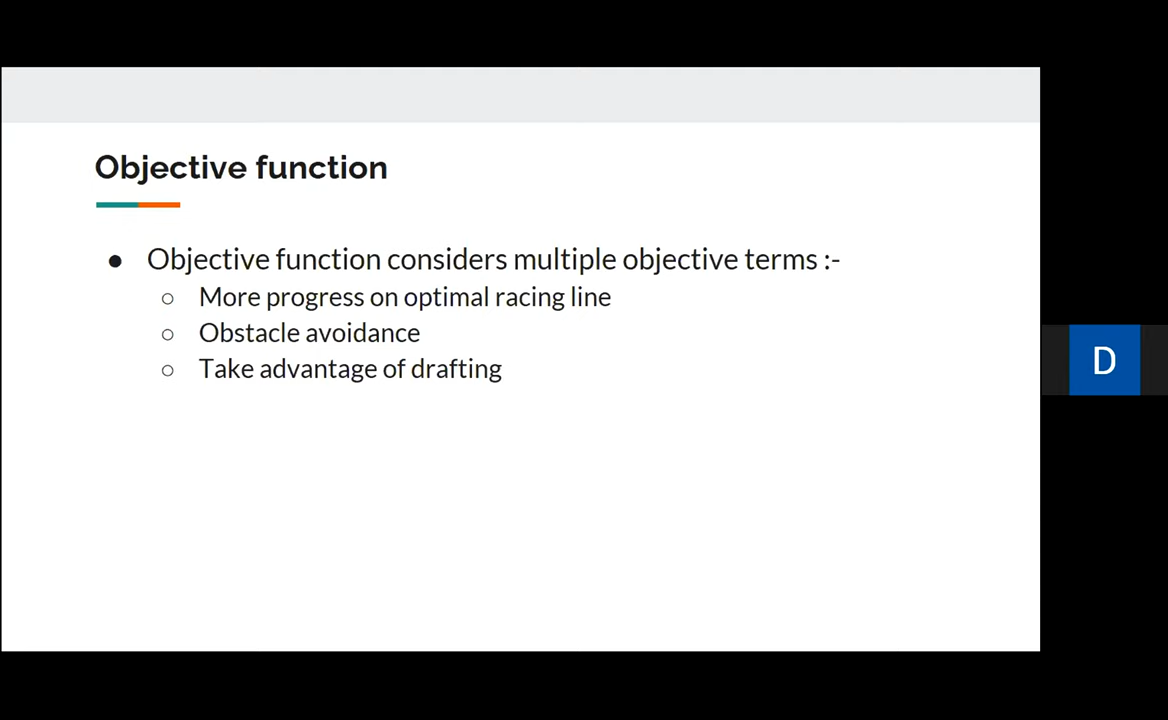 Objective function
● Objective function considers multiple objective terms :-
○ More progress on optimal racing line
○ Obstacle avoidance
○ Take advantage of drafting
D